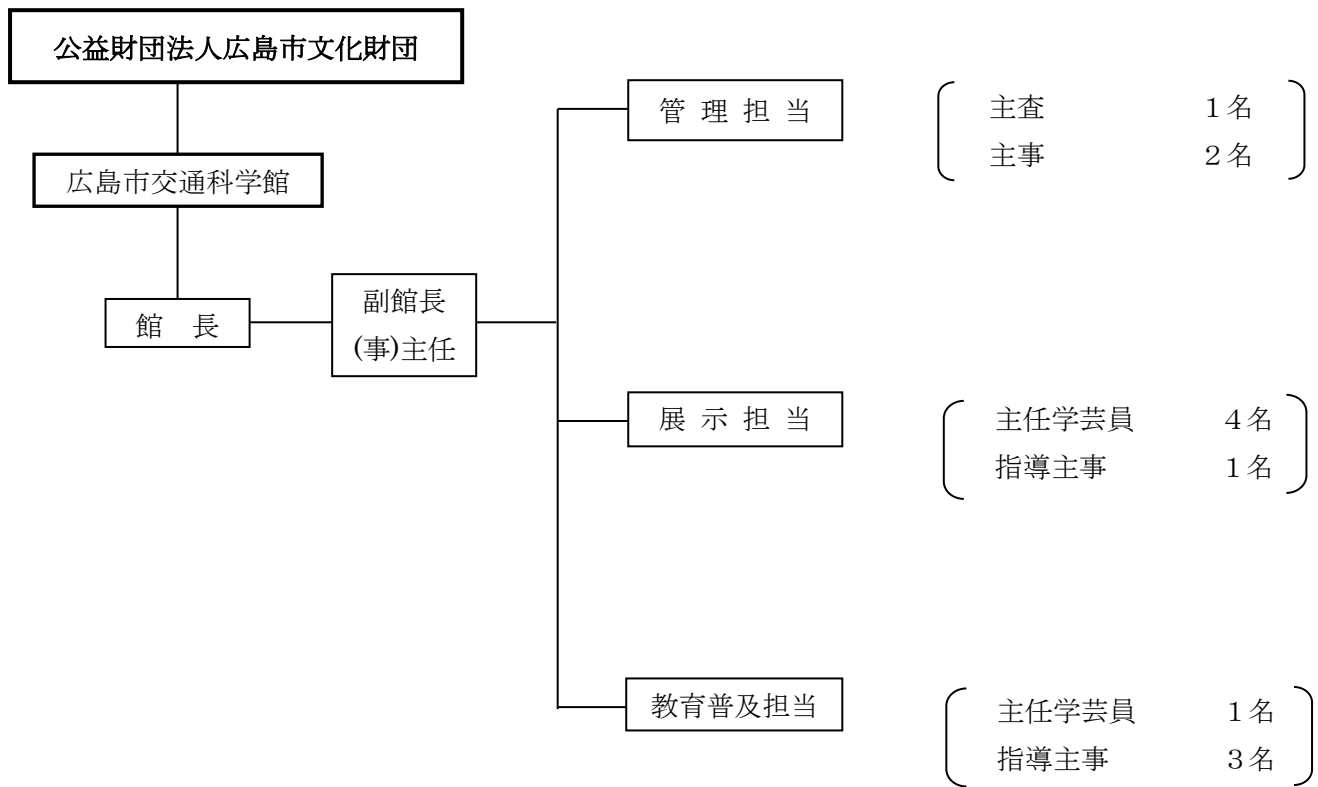 公益財団法人広島市文化財団
広島市交通科学館
館　長
副館長
(事)主任
管 理 担 当
主査　１名
主事　２名
展 示 担 当
主任学芸員　４名
指導主事　１名
教育普及担当
主任学芸員　１名
指導主事　３名